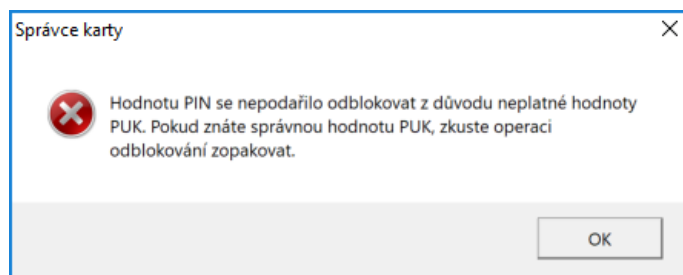 Správce karty
Hodnotu PIN se nepodařilo odblokovat z důvodu neplatné hodnoty
PUK. Pokud znáte správnou hodnotu PUK, zkuste operaci
odblokování zopakovat.
OK